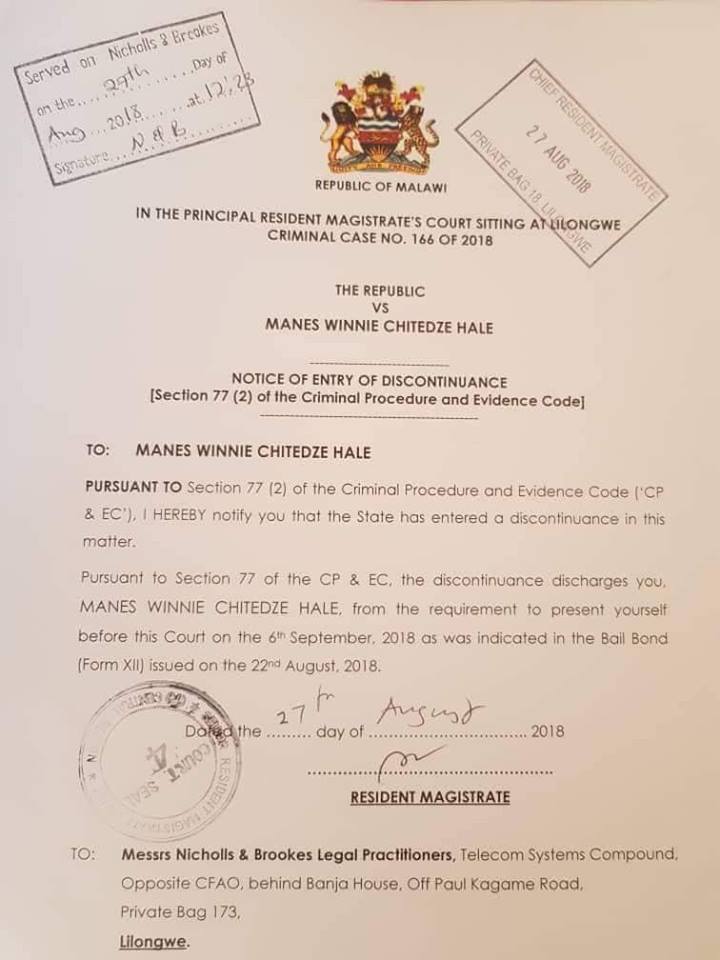 Served on Nicholls & Brookes
on the....29th.........Day of
Aug...2018......at.12:28
Signature....N & B..........
CHIEF RESIDENT MAGISTRATE
27 AUG 2018
PRIVATE BAG 18, LILONGWE
REPUBLIC OF MALAWI
IN THE PRINCIPAL RESIDENT MAGISTRATE'S COURT SITTING AT LILONGWE
CRIMINAL CASE NO. 166 OF 2018
THE REPUBLIC
VS
MANES WINNIE CHITEDZE HALE
NOTICE OF ENTRY OF DISCONTINUANCE
[Section 77 (2) of the Criminal Procedure and Evidence Code]
TO: MANES WINNIE CHITEDZE HALE
PURSUANT TO Section 77 (2) of the Criminal Procedure and Evidence Code ('CP
& EC'), I HEREBY notify you that the State has entered a discontinuance in this
matter.
Pursuant to Section 77 of the CP & EC, the discontinuance discharges you,
MANES WINNIE CHITEDZE HALE, from the requirement to present yourself
before this Court on the 6th September, 2018 as was indicated in the Bail Bond
(Form XII) issued on the 22nd August, 2018.
COURT SEAL
4
RESIDENT MAGISTRATE
Dated the 27th day of August 2018
RESIDENT MAGISTRATE
TO: Messrs Nicholls & Brookes Legal Practitioners, Telecom Systems Compound,
Opposite CFAO, behind Banja House, Off Paul Kagame Road,
Private Bag 173,
Lilongwe.